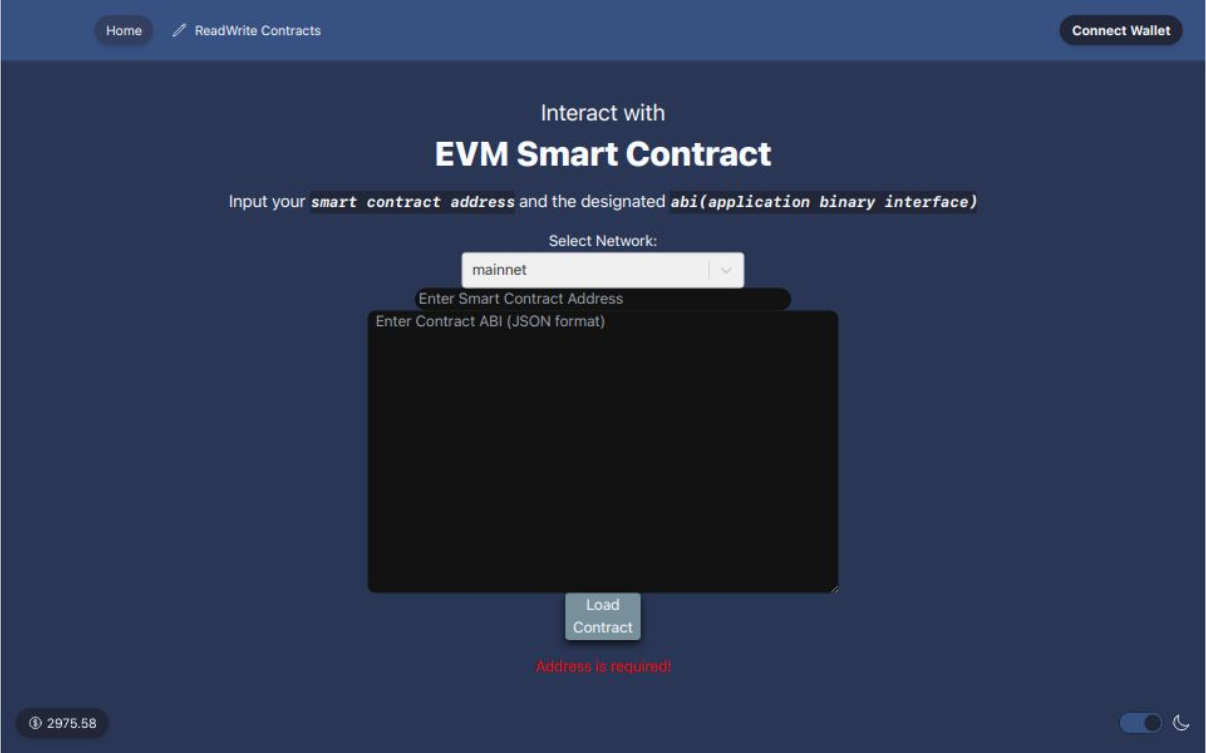 Home
ReadWrite Contracts
Connect Wallet
Interact with
EVM Smart Contract
Input your smart contract address and the designated abi(application binary interface)
Select Network:
mainnet
Enter Smart Contract Address
Enter Contract ABI (JSON format)
Load
Contract
Address is required!
2975.58